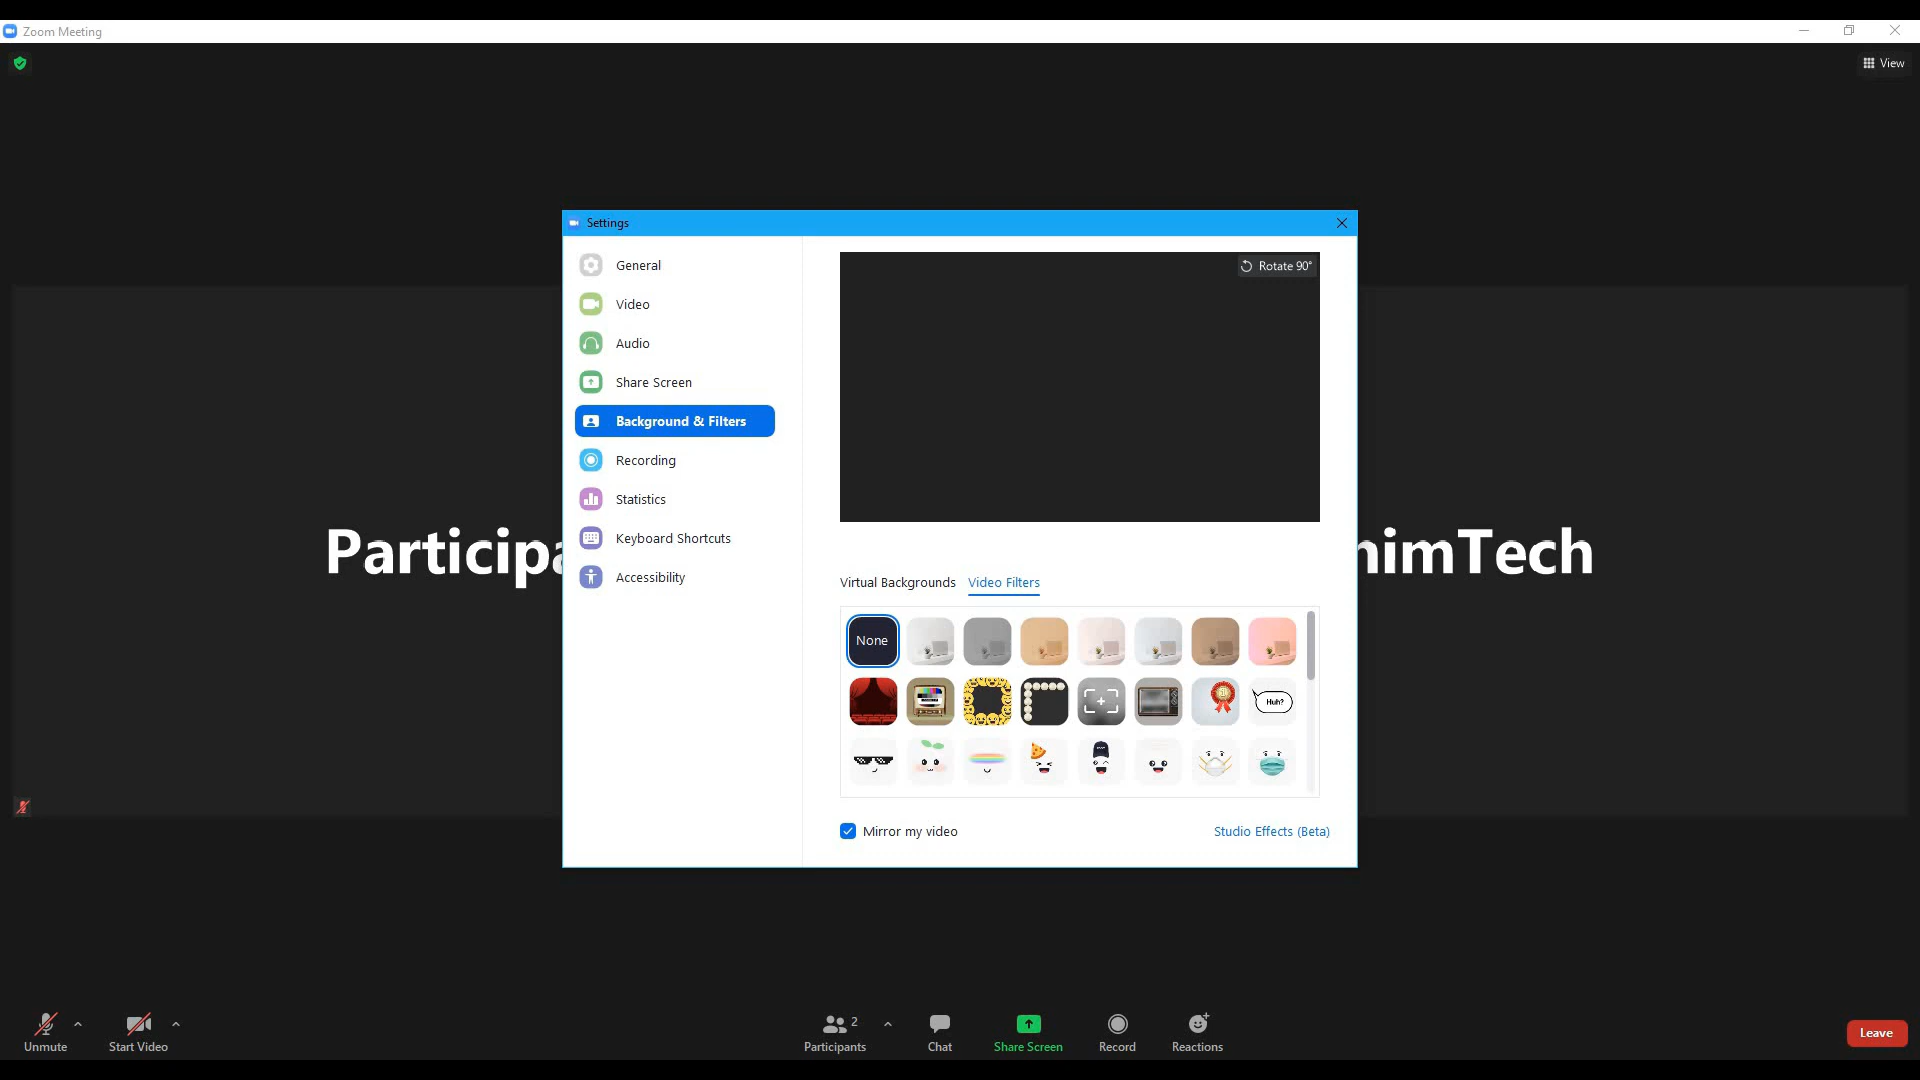 Zoom Meeting
View
Settings
General
Video
Audio
Share Screen
Background & Filters
Recording
Statistics
Keyboard Shortcuts
Accessibility
Rotate 90°
Virtual Backgrounds
Video Filters
None
Huh?
Mirror my video
Studio Effects (Beta)
Unmute
Start Video
2
Participants
Chat
Share Screen
Record
Reactions
Leave